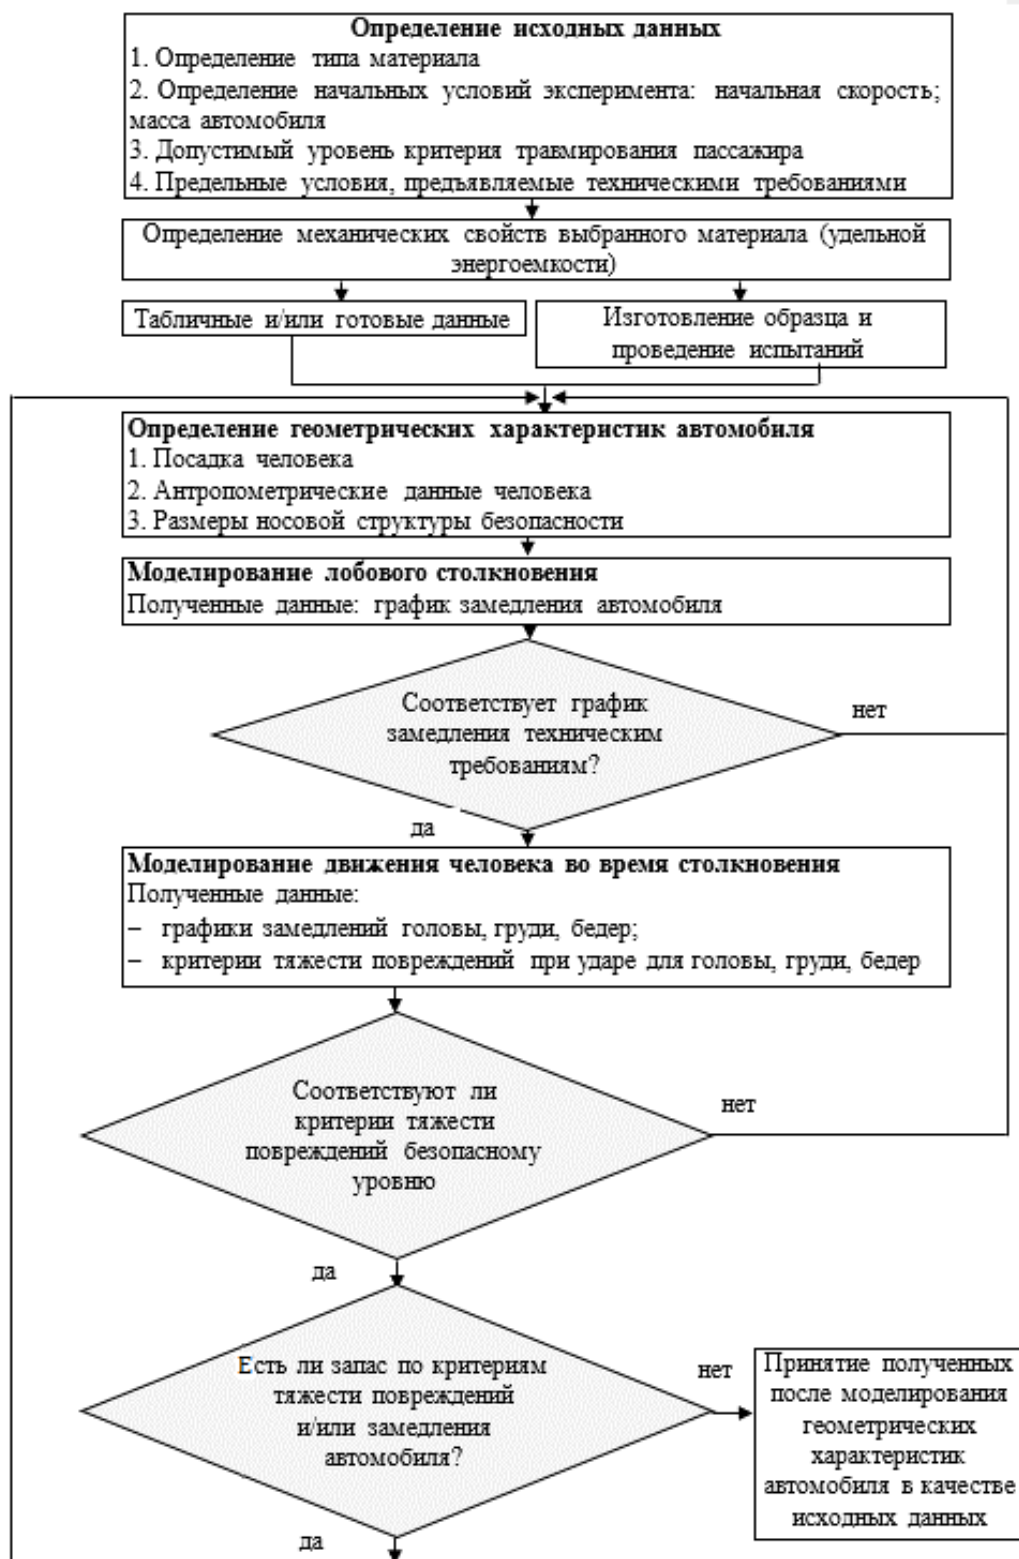 Определение исходных данных
1. Определение типа материала
2. Определение начальных условий эксперимента: начальная скорость;
масса автомобиля
3. Допустимый уровень критерия травмирования пассажира
4. Предельные условия, предъявляемые техническими требованиями
Определение механических свойств выбранного материала (удельной
энергоемкости)
Табличные и/или готовые данные
Изготовление образца и
проведение испытаний
Определение геометрических характеристик автомобиля
1. Посадка человека
2. Антропометрические данные человека
3. Размеры носовой структуры безопасности
Моделирование лобового столкновения
Полученные данные: график замедления автомобиля
Соответствует график
замедления техническим
требованиям?
нет
да
Моделирование движения человека во время столкновения
Полученные данные:
– графики замедлений головы, груди, бедер;
– критерии тяжести повреждений при ударе для головы, груди, бедер
Соответствуют ли
критерии тяжести
повреждений безопасному
уровню
нет
да
Есть ли запас по критериям
тяжести повреждений
и/или замедления
автомобиля?
нет
Принятие полученных
после моделирования
геометрических
характеристик
автомобиля в качестве
исходных данных
да